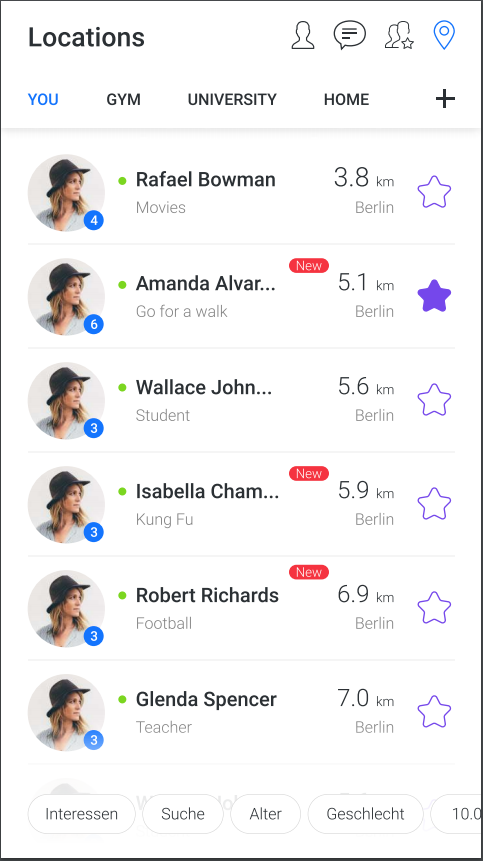 Locations
YOU GYM UNIVERSITY HOME
Rafael Bowman 3.8 km
4 Movies Berlin
New
Amanda Alvar... 5.1 km
6 Go for a walk Berlin
Wallace John... 5.6 km
3 Student Berlin
New
Isabella Cham... 5.9 km
3 Kung Fu Berlin
New
Robert Richards 6.9 km
3 Football Berlin
Glenda Spencer 7.0 km
3 Teacher Berlin
Interessen Suche Alter Geschlecht 10.0